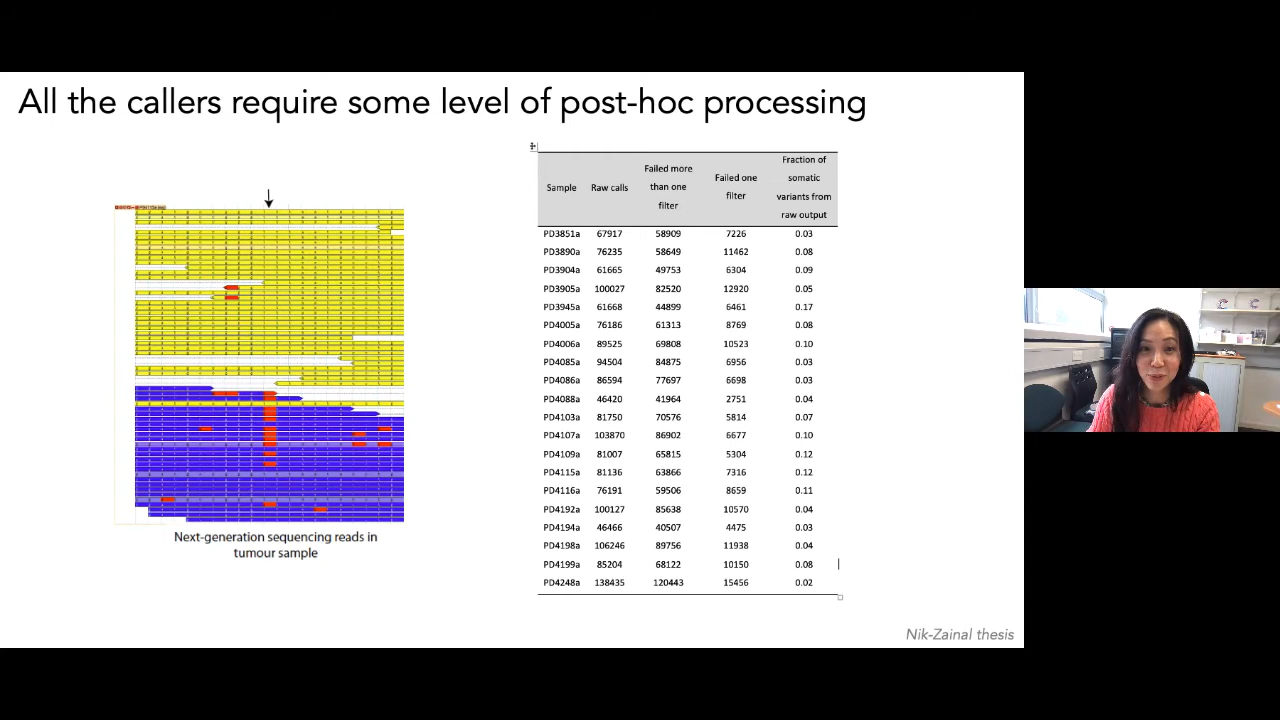 All the callers require some level of post-hoc processing
Next-generation sequencing reads in
tumour sample
Sample Raw calls Failed more than one filter Failed one filter Fraction of somatic variants from raw output
PD3851a 67917 58909 7226 0.03
PD3890a 76235 58649 11462 0.08
PD3904a 61665 49753 6304 0.09
PD3905a 100027 82520 12920 0.05
PD3945a 61668 44899 6461 0.17
PD4005a 76186 61313 8769 0.08
PD4006a 89525 69808 10523 0.10
PD4085a 94504 84875 6956 0.03
PD4086a 86594 77697 6698 0.03
PD4088a 46420 41964 2751 0.04
PD4103a 81750 70576 5814 0.07
PD4107a 103870 86902 6677 0.10
PD4109a 81007 65815 5304 0.12
PD4115a 81136 63866 7316 0.12
PD4116a 76191 59506 8659 0.11
PD4192a 100127 85638 10570 0.04
PD4194a 46466 40507 4475 0.03
PD4198a 106246 89756 11938 0.04
PD4199a 85204 68122 10150 0.08
PD4248a 138435 120443 15456 0.02
Nik-Zainal thesis